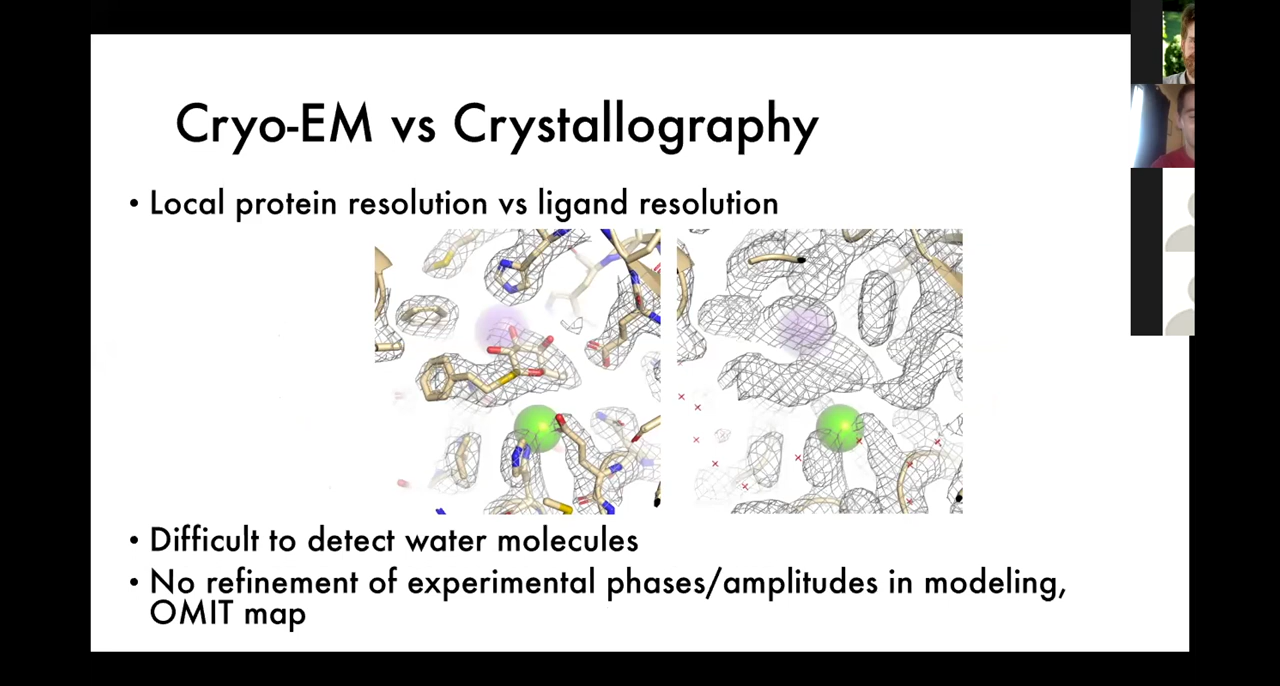 Cryo-EM vs Crystallography
• Local protein resolution vs ligand resolution
• Difficult to detect water molecules
• No refinement of experimental phases/amplitudes in modeling,
OMIT map